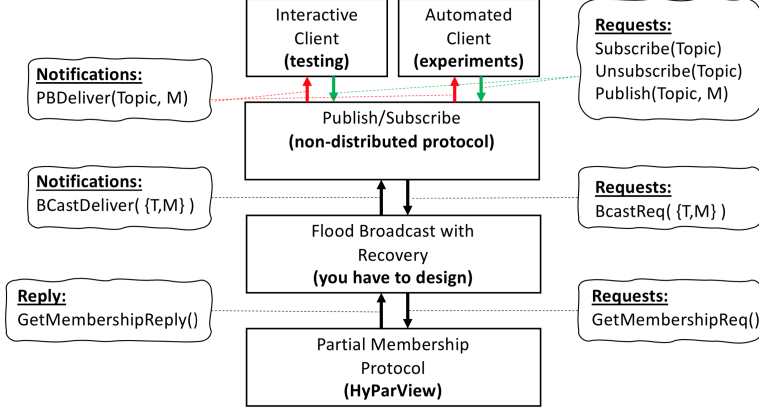 Interactive
Client
(testing)
Automated
Client
(experiments)
Requests:
Subscribe(Topic)
Unsubscribe(Topic)
Publish(Topic, M)
Notifications:
PBDeliver(Topic, M)
Publish/Subscribe
(non-distributed protocol)
Notifications:
BCastDeliver( {T,M} )
Requests:
BcastReq( {T,M} )
Flood Broadcast with
Recovery
(you have to design)
Reply:
GetMembershipReply()
Requests:
GetMembershipReq()
Partial Membership
Protocol
(HyParView)